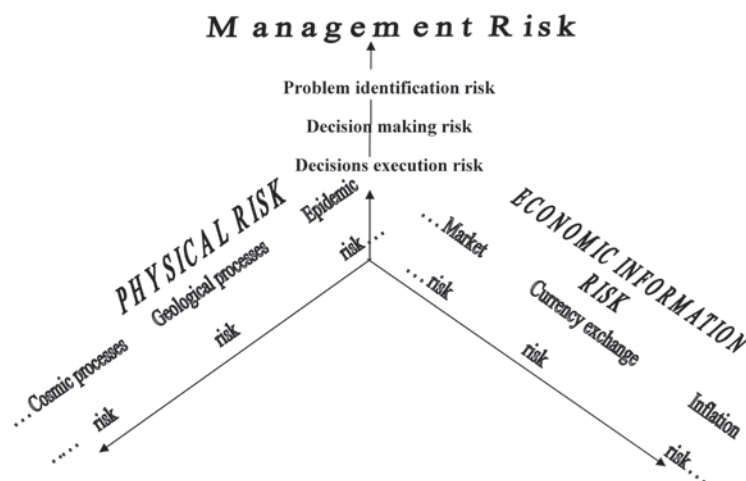 Management Risk
Problem identification risk
Decision making risk
Decisions execution risk
PHYSICAL RISK
Epidemic
risk...
Geological processes
risk
...Cosmic processes
..... risk
ECONOMIC INFORMATION
RISK
...Market
...risk
Currency exchange
risk
Inflation
risk....